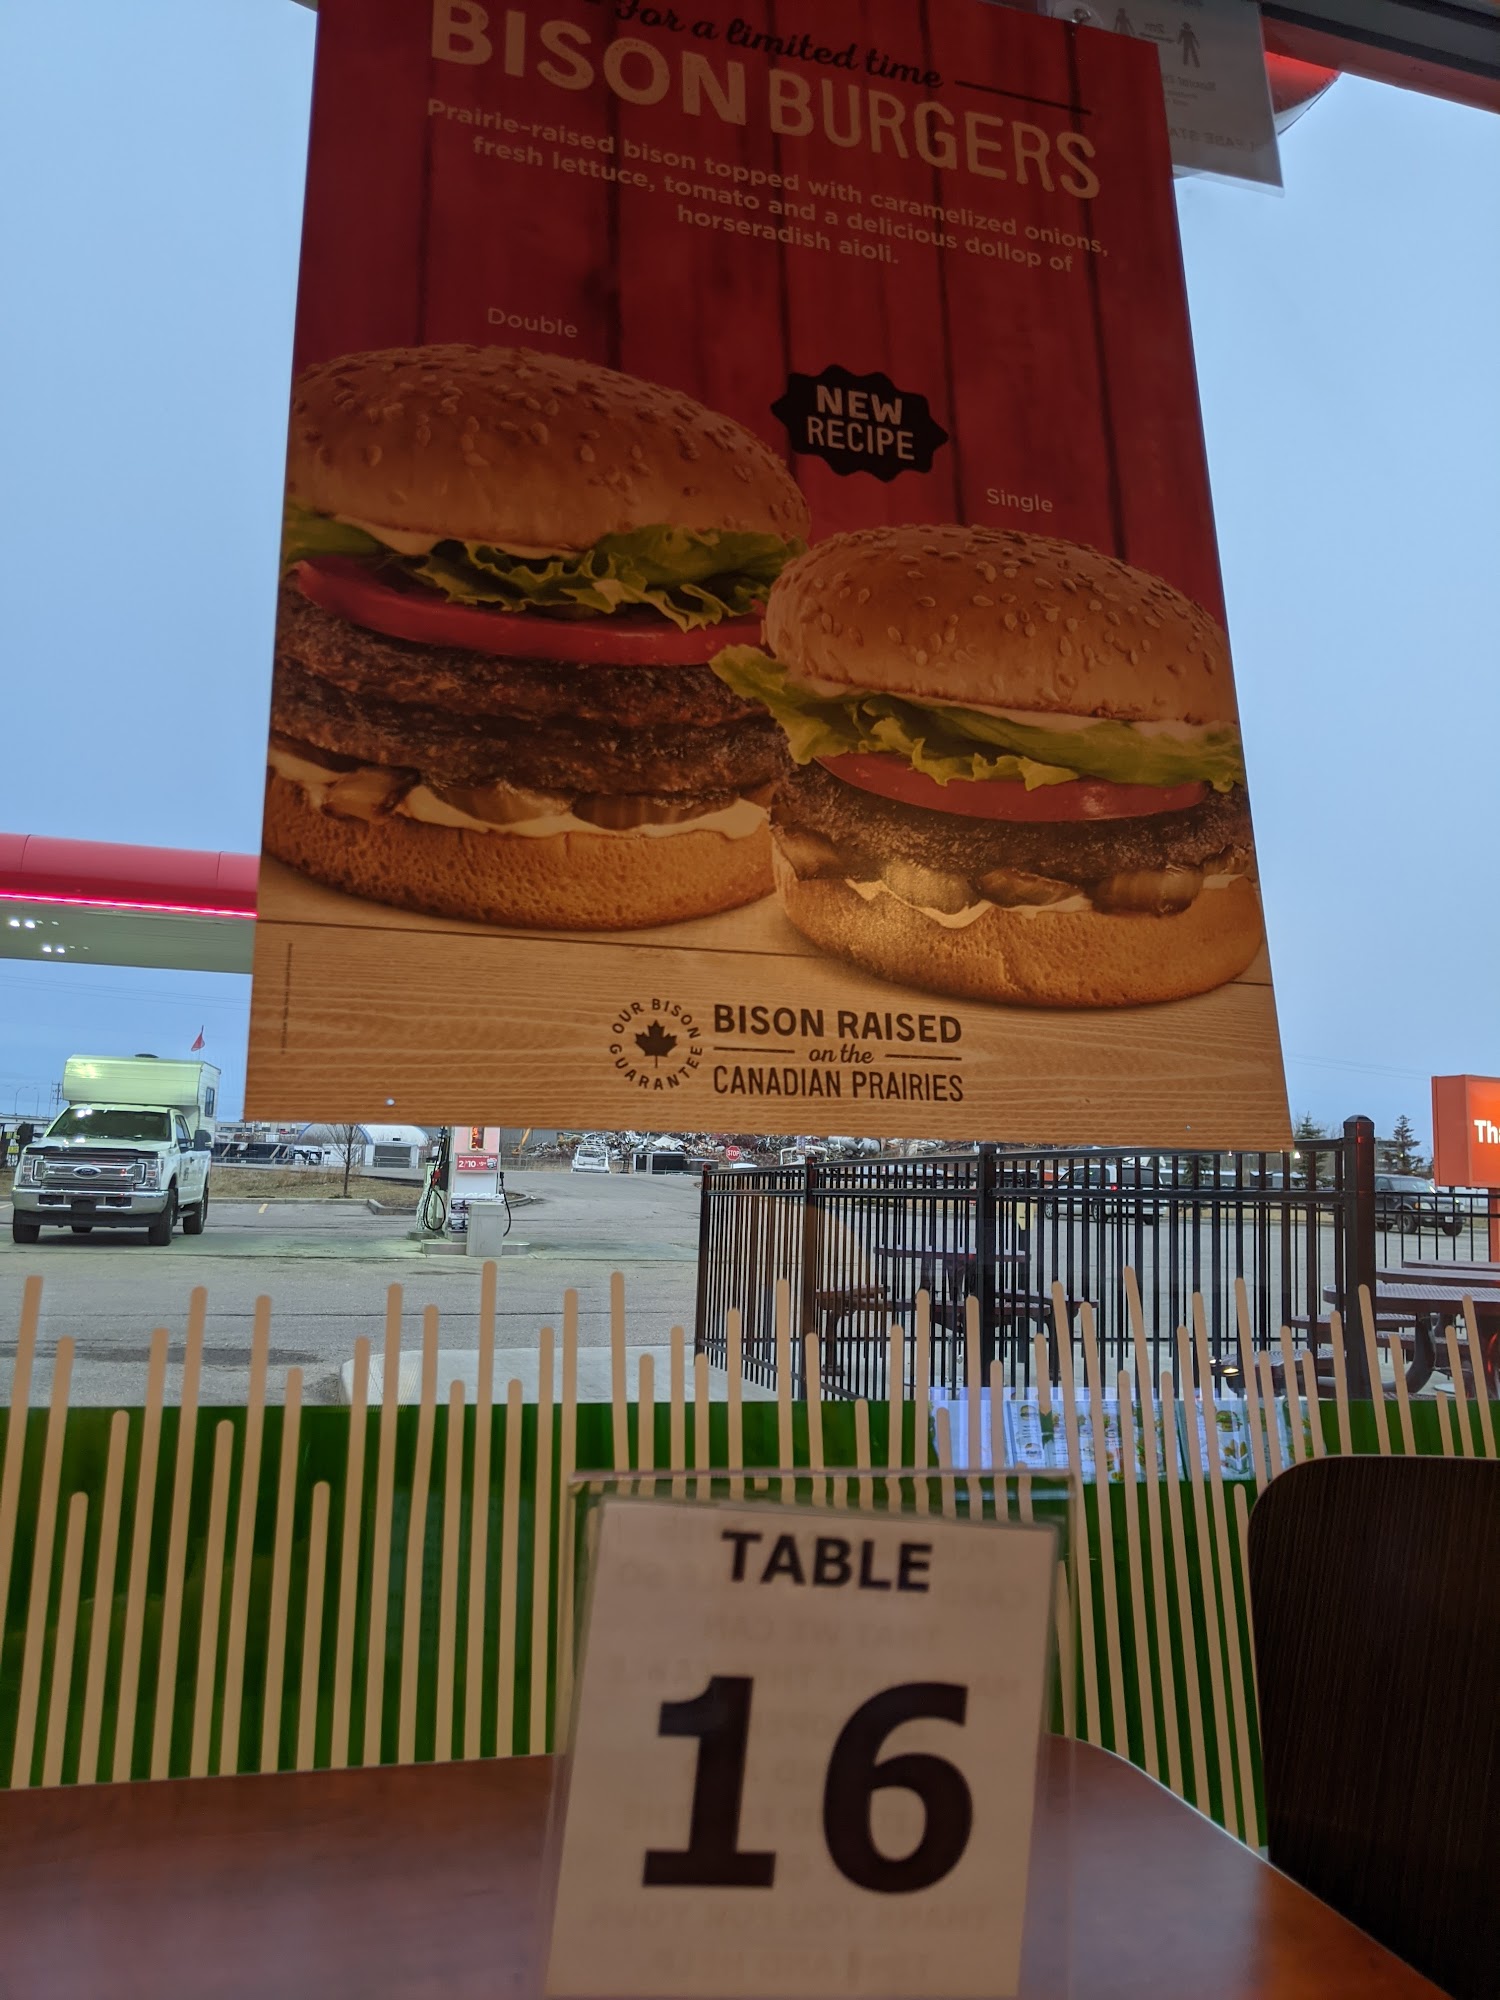 For a limited time
BISON BURGERS
Prairie-raised bison topped with caramelized onions,
fresh lettuce, tomato and a delicious dollop of
horseradish aioli.
Double
NEW
RECIPE
Single
OUR BISON GUARANTEE
BISON RAISED
on the
CANADIAN PRAIRIES
STOP
TABLE
16